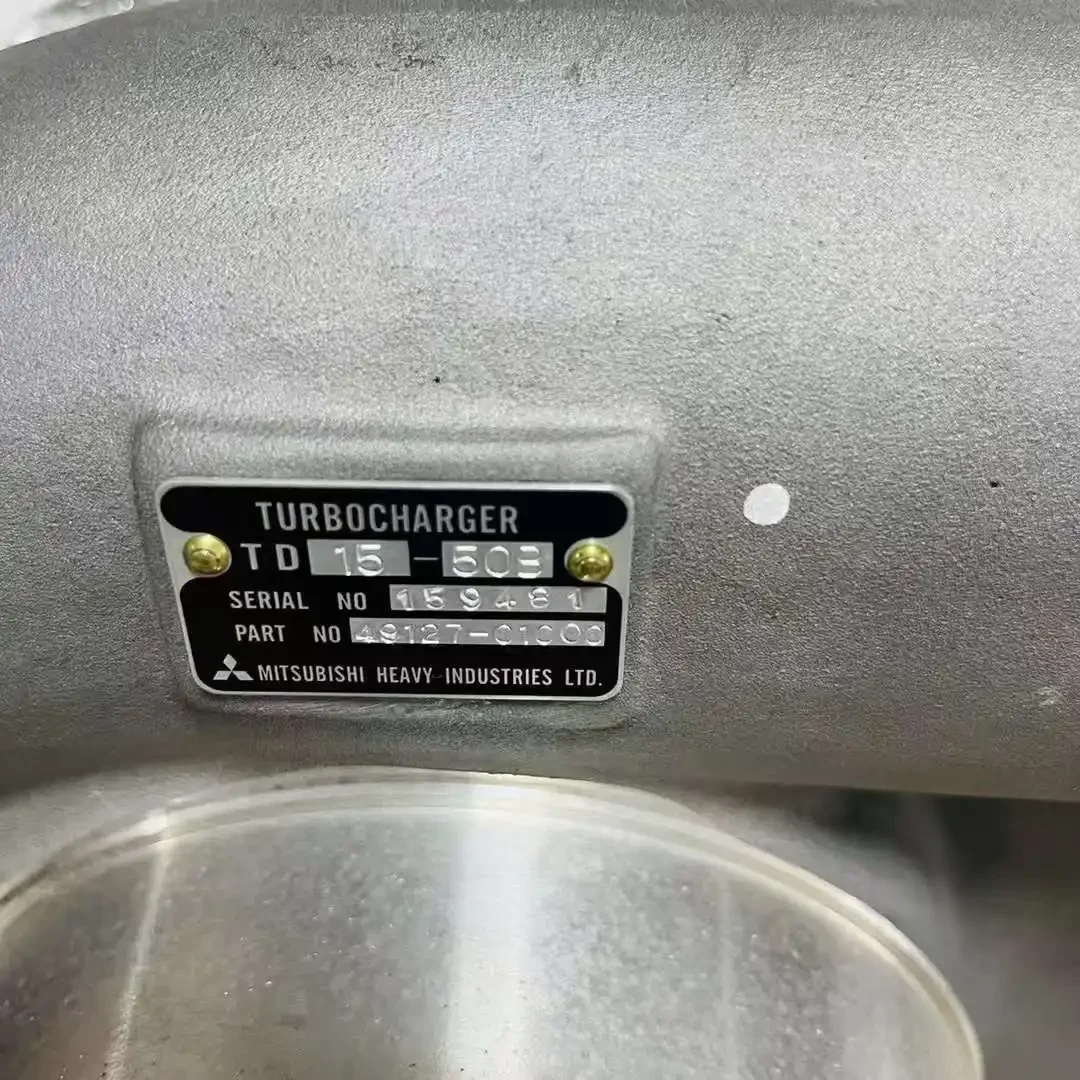 TURBOCHARGER
TD 15 - 50B
SERIAL NO 159481
PART NO 49127-01000
MITSUBISHI HEAVY INDUSTRIES LTD.